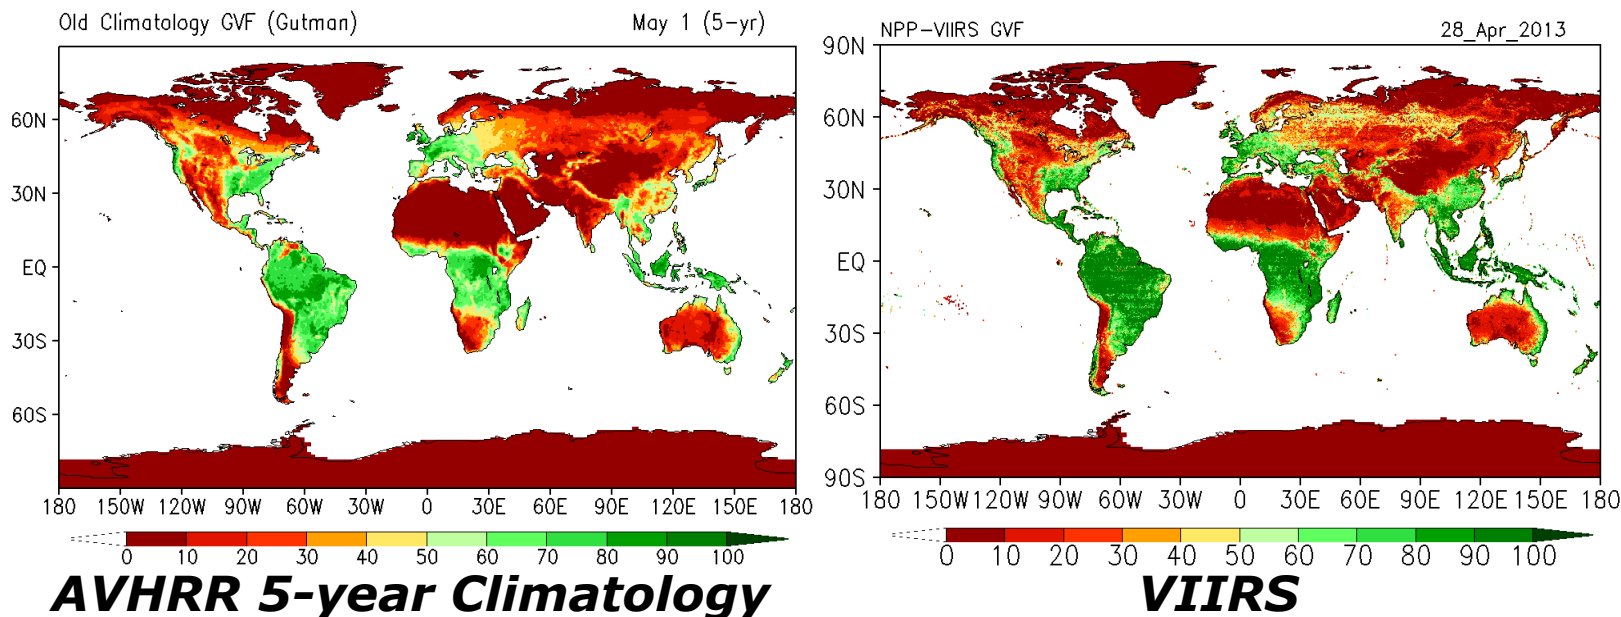 Old Climatology GVF (Gutman) May 1 (5-yr)
60N
30N
EQ
30S
60S
180 150W 120W 90W 60W 30W 0 30E 60E 90E 120E 150E 180
0 10 20 30 40 50 60 70 80 90 100
AVHRR 5-year Climatology
NPP-VIIRS GVF 28_Apr_2013
90N
60N
30N
EQ
30S
60S
90S
180 150W 120W 90W 60W 30W 0 30E 60E 90E 120E 150E 180
0 10 20 30 40 50 60 70 80 90 100
VIIRS